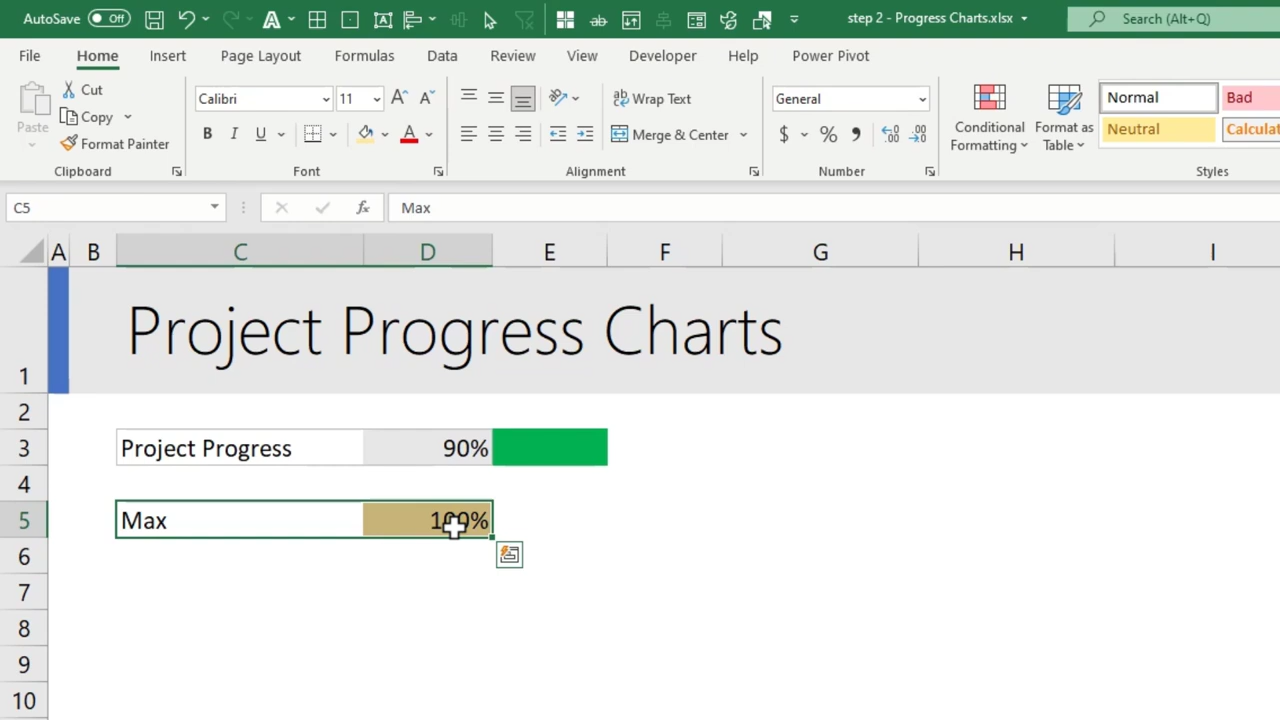 AutoSave Off step 2 - Progress Charts.xlsx Search (Alt+Q)
File Home Insert Page Layout Formulas Data Review View Developer Help Power Pivot
Paste Cut Copy Format Painter
Calibri 11 A A
B I U A
ab Wrap Text
Merge & Center
General
$ % ,
Conditional Formatting
Format as Table
Normal Bad
Neutral Calculat
Clipboard Font Alignment Number Styles
C5 fx Max
A B C D E F G H I
1 Project Progress Charts
2
3 Project Progress 90%
4
5 Max 100%
6
7
8
9
10